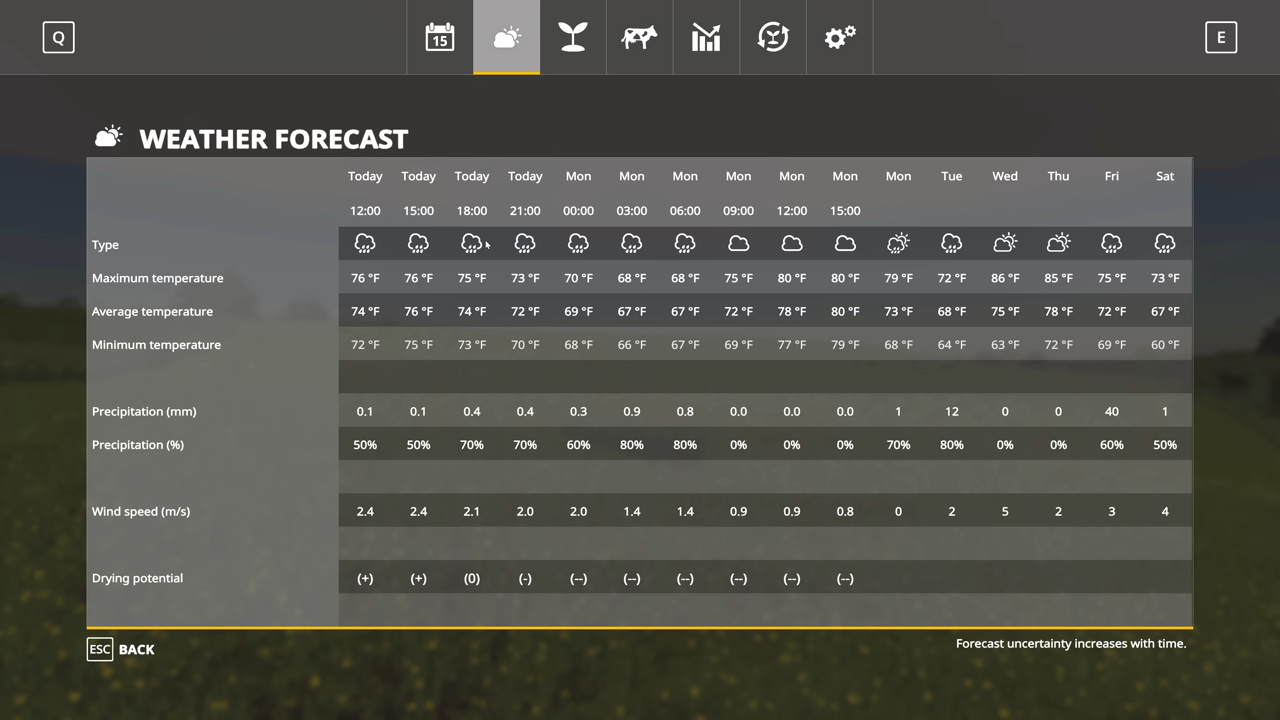 Q
15
E
WEATHER FORECAST
Today Today Today Today Mon Mon Mon Mon Mon Mon Mon Tue Wed Thu Fri Sat
12:00 15:00 18:00 21:00 00:00 03:00 06:00 09:00 12:00 15:00
Type
Maximum temperature 76 °F 76 °F 75 °F 73 °F 70 °F 68 °F 68 °F 75 °F 80 °F 80 °F 79 °F 72 °F 86 °F 85 °F 75 °F 73 °F
Average temperature 74 °F 76 °F 74 °F 72 °F 69 °F 67 °F 67 °F 72 °F 78 °F 80 °F 73 °F 68 °F 75 °F 78 °F 72 °F 67 °F
Minimum temperature 72 °F 75 °F 73 °F 70 °F 68 °F 66 °F 67 °F 69 °F 77 °F 79 °F 68 °F 64 °F 63 °F 72 °F 69 °F 60 °F
Precipitation (mm) 0.1 0.1 0.4 0.4 0.3 0.9 0.8 0.0 0.0 0.0 1 12 0 0 40 1
Precipitation (%) 50% 50% 70% 70% 60% 80% 80% 0% 0% 0% 70% 80% 0% 0% 60% 50%
Wind speed (m/s) 2.4 2.4 2.1 2.0 2.0 1.4 1.4 0.9 0.9 0.8 0 2 5 2 3 4
Drying potential (+) (+) (0) (-) (--) (--) (--) (--) (--) (--)
ESC BACK
Forecast uncertainty increases with time.